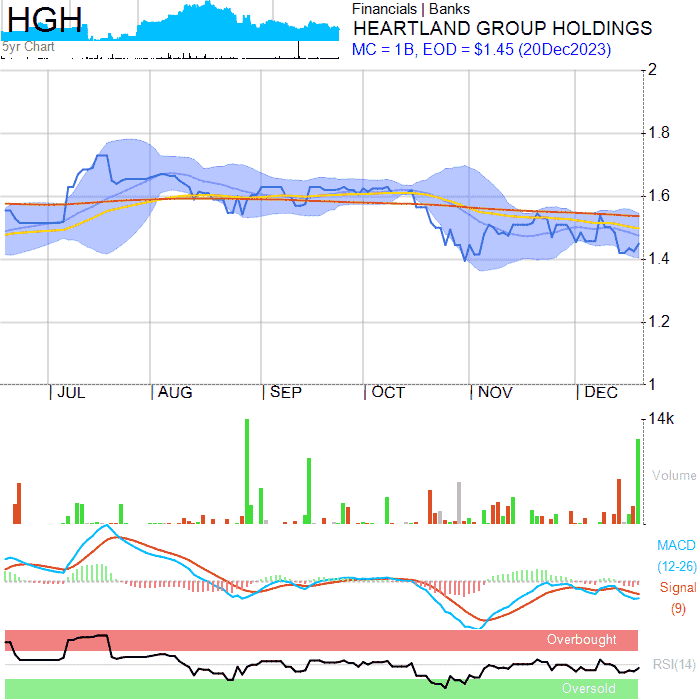 HGH
5yr Chart
Financials | Banks
HEARTLAND GROUP HOLDINGS
MC = 1B, EOD = $1.45 (20Dec2023)
2
1.8
1.6
1.4
1.2
1
JUL AUG SEP OCT NOV DEC
14k
Volume
MACD
(12-26)
Signal
(9)
Overbought
RSI(14)
Oversold